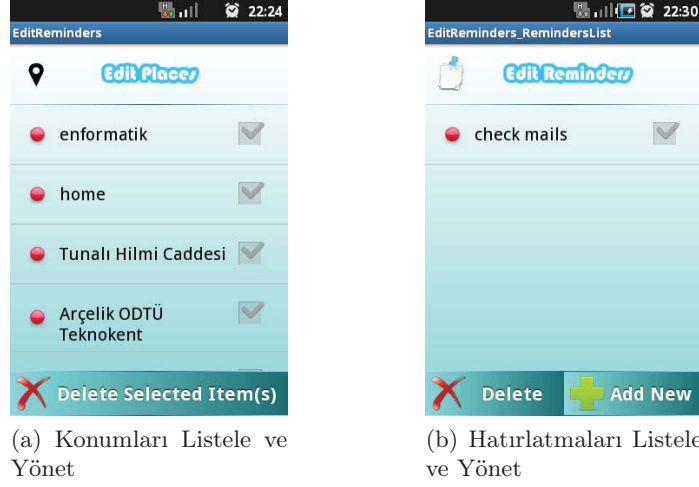 22:24
EditReminders
Edit Places
enformatik
home
Tunalı Hilmi Caddesi
Arçelik ODTÜ
Teknokent
Delete Selected Item(s)
(a) Konumları Listele ve
Yönet
22:30
EditReminders_RemindersList
Edit Reminders
check mails
Delete
Add New
(b) Hatırlatmaları Listele
ve Yönet